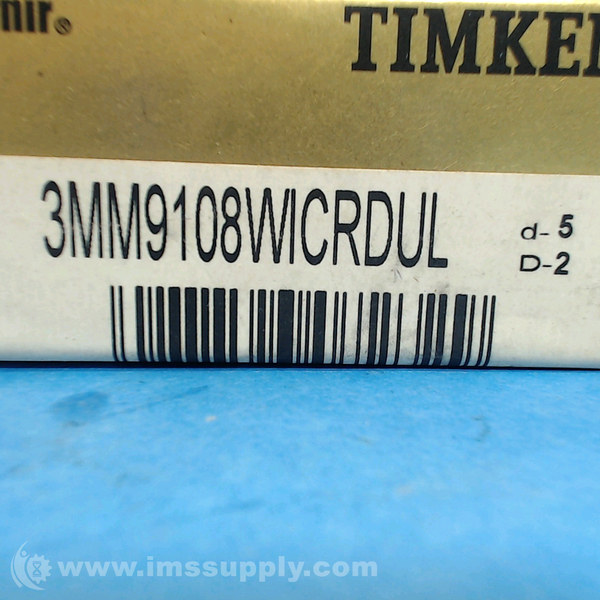 nir®
TIMKEN
3MM9108WICRDUL
d-5
D-2
www.imssupply.com